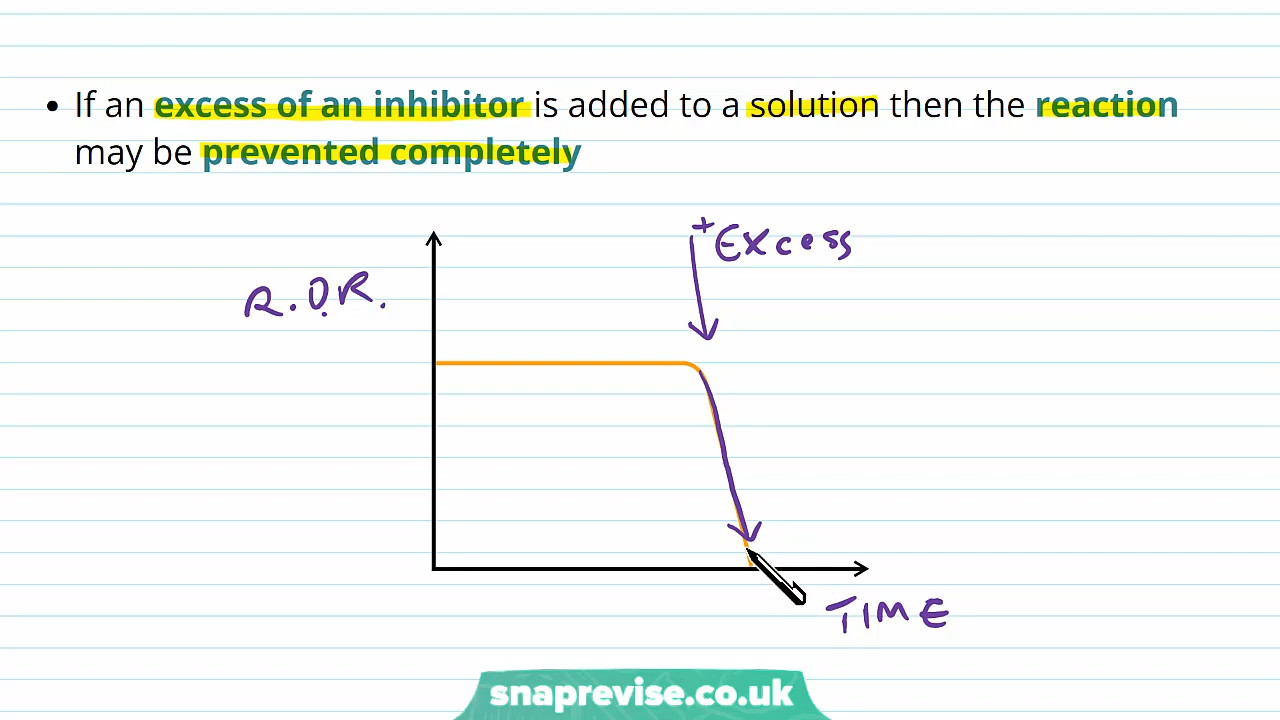 • If an excess of an inhibitor is added to a solution then the reaction
may be prevented completely
+Excess
R.O.R.
TIME
snaprevise.co.uk